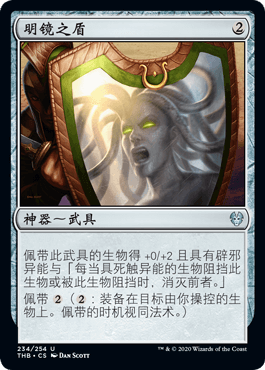 明镜之盾 2
神器～武具
佩带此武具的生物得 +0/+2 且具有辟邪
异能与「每当具死触异能的生物阻挡此
生物或被此生物阻挡时，消灭前者。」
佩带 2（2：装备在目标由你操控的生
物上。佩带的时机视同法术。）
234/254 U
THB • CS DAN SCOTT
™ & © 2020 Wizards of the Coast